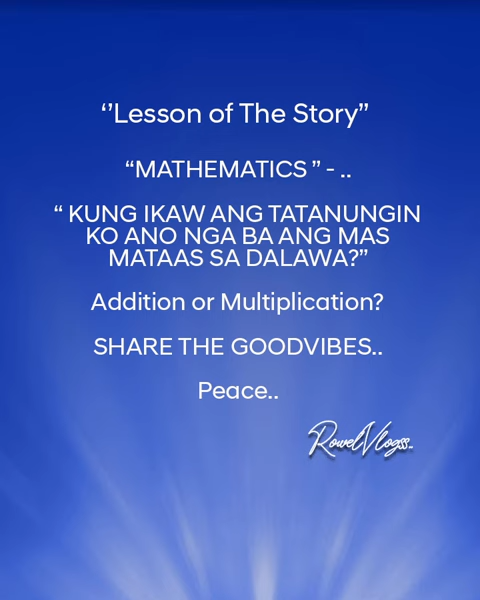 ‘’Lesson of The Story’’
“MATHEMATICS ” - ..
“ KUNG IKAW ANG TATANUNGIN
KO ANO NGA BA ANG MAS
MATAAS SA DALAWA?”
Addition or Multiplication?
SHARE THE GOODVIBES..
Peace..
RowelVlogss..